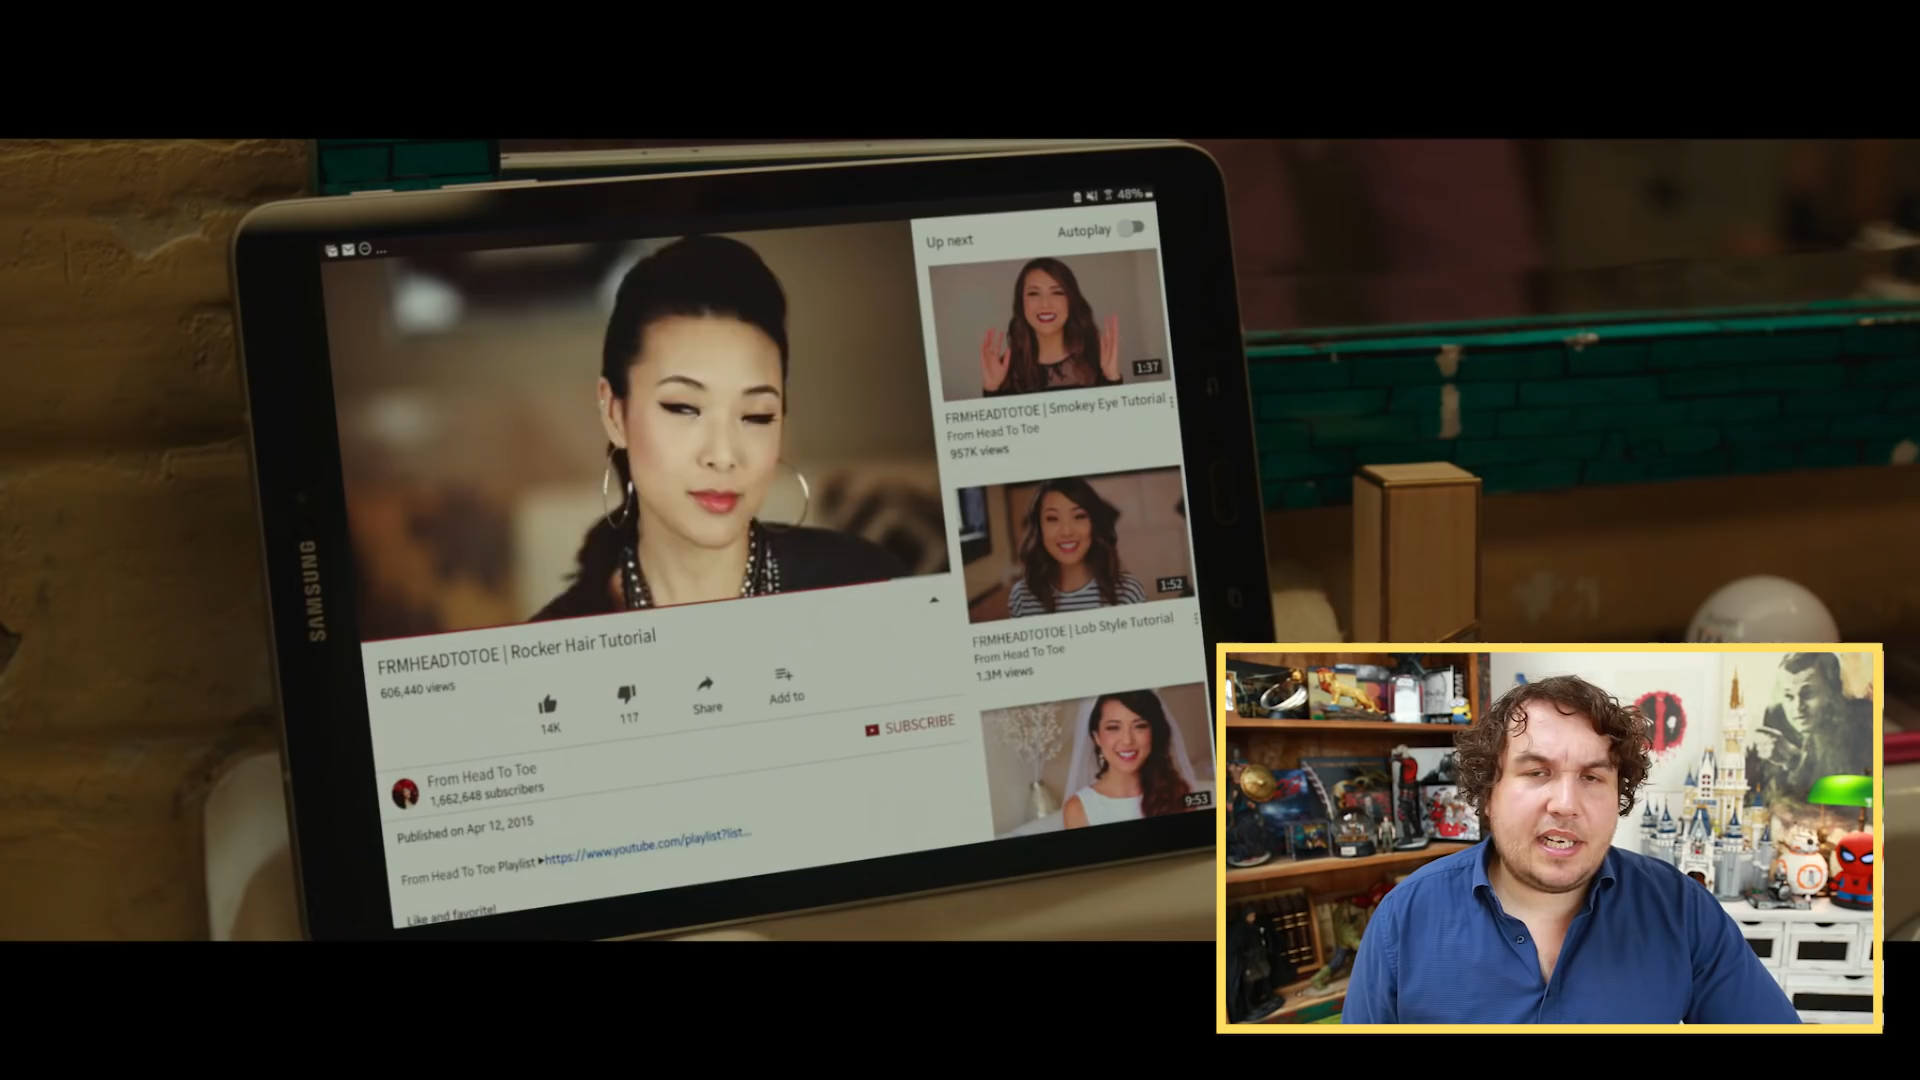 48%
Up next
Autoplay
1:37
FRMHEADTOTOE | Smokey Eye Tutorial
From Head To Toe
957K views
1:52
FRMHEADTOTOE | Lob Style Tutorial
From Head To Toe
1.3M views
9:53
SAMSUNG
FRMHEADTOTOE | Rocker Hair Tutorial
606,440 views
14K
117
Share
Add to
SUBSCRIBE
From Head To Toe
1,662,648 subscribers
Published on Apr 12, 2015
From Head To Toe Playlist ▶https://www.youtube.com/playlist?list...
Like and favorite!